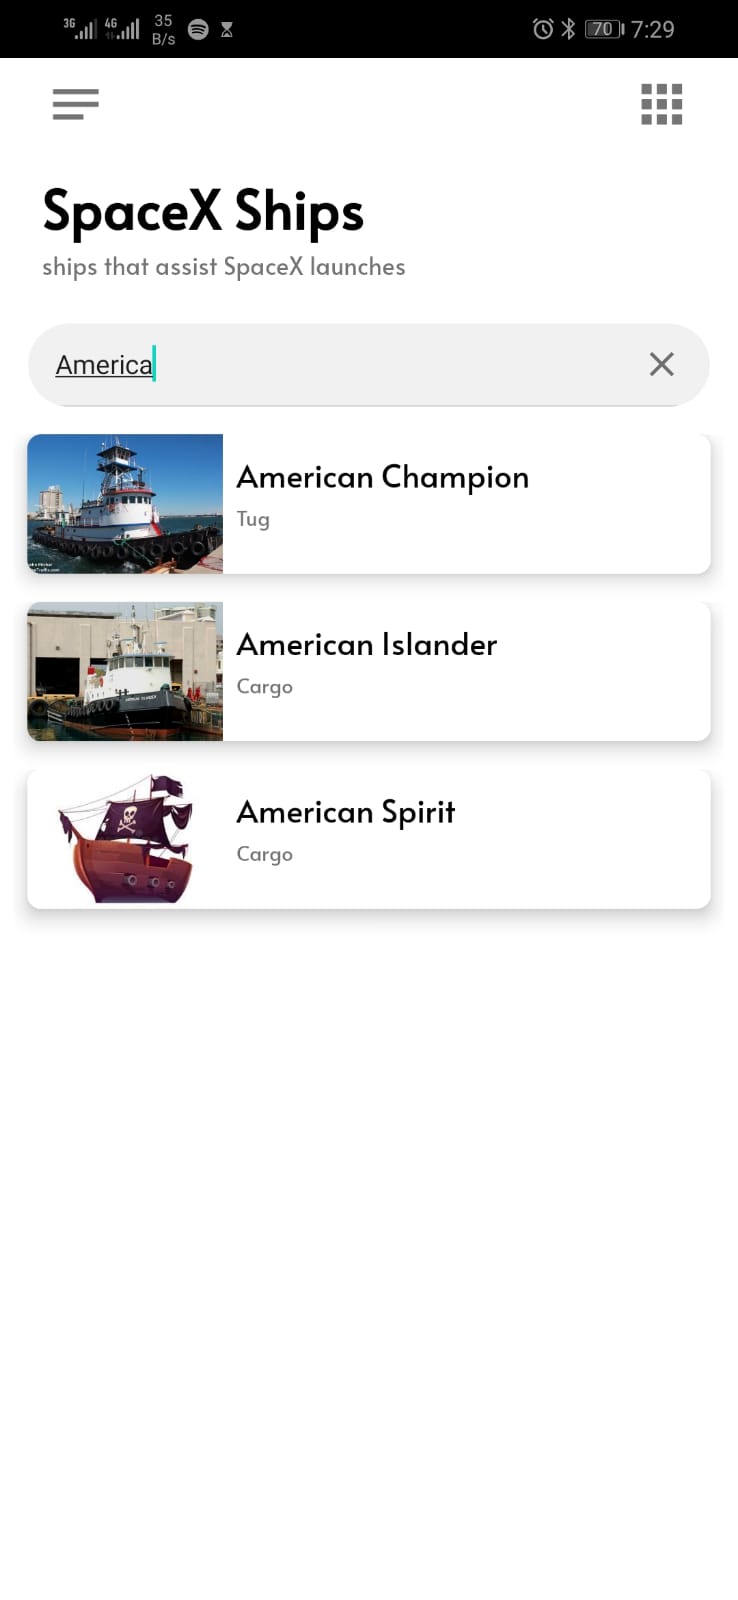 3G 4G 35 B/s 70 7:29
SpaceX Ships
ships that assist SpaceX launches
America
American Champion
Tug
American Islander
Cargo
American Spirit
Cargo